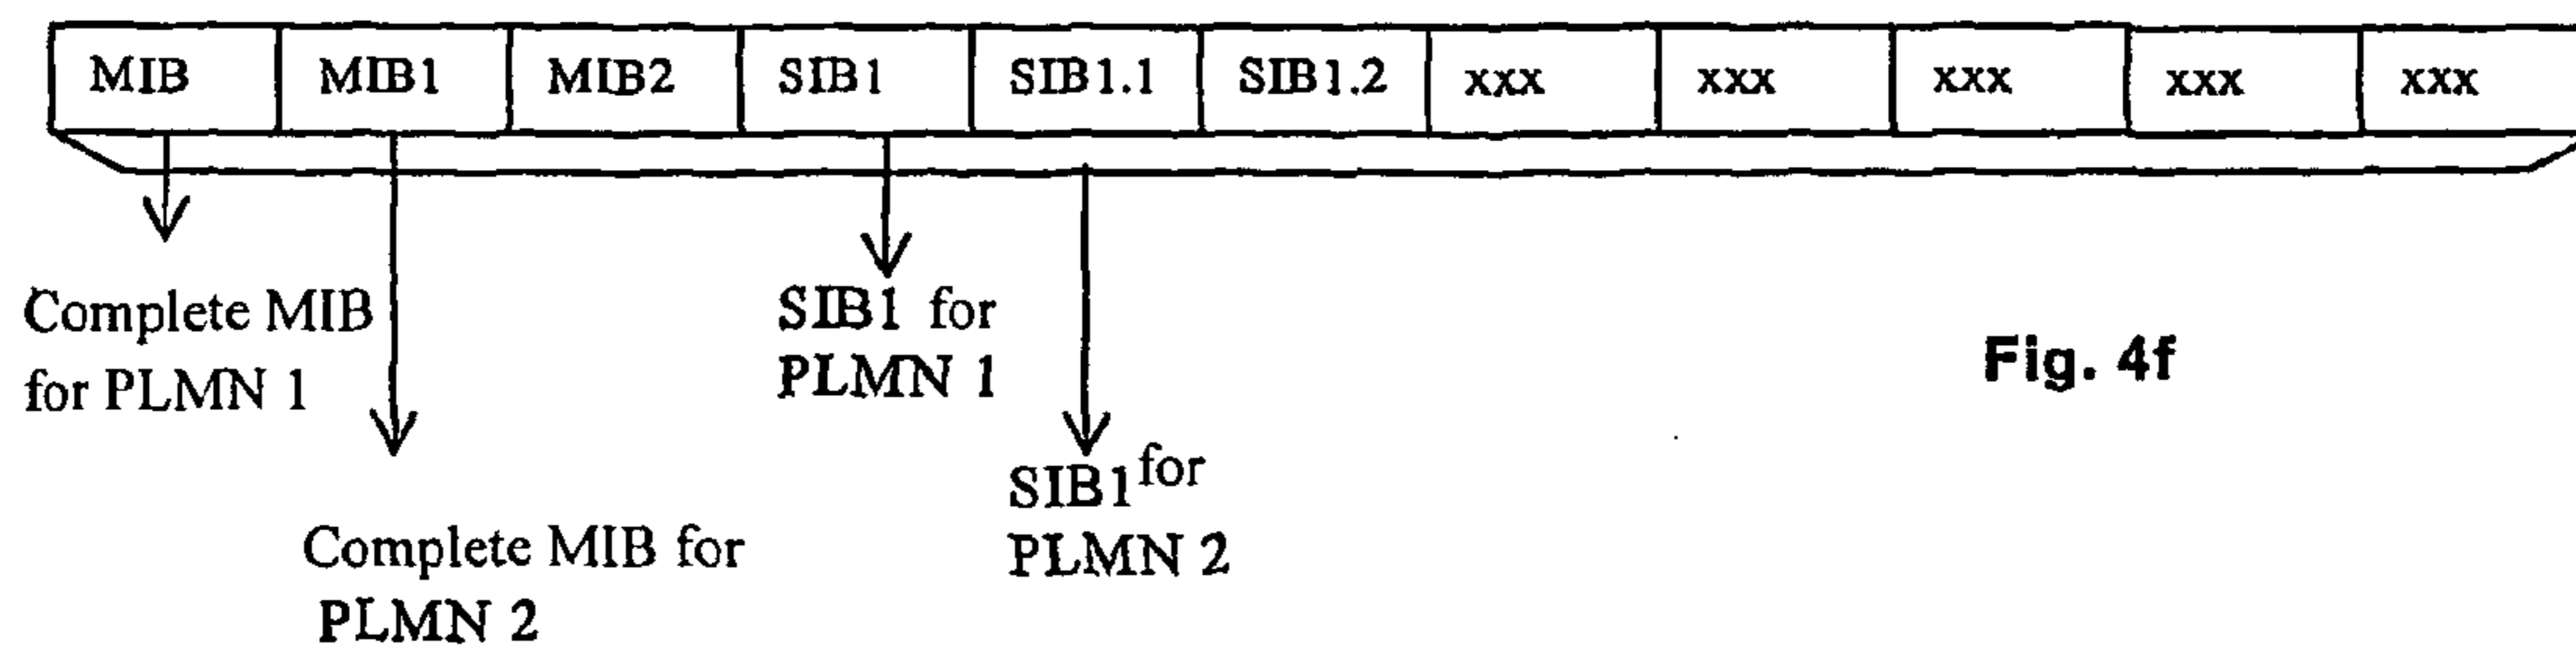 MIB MIB1 MIB2 SIB1 SIB1.1 SIB1.2 xxx xxx xxx xxx xxx
Complete MIB
for PLMN 1
SIB1 for
PLMN 1
Fig. 4f
SIB1 for
PLMN 2
Complete MIB for
PLMN 2